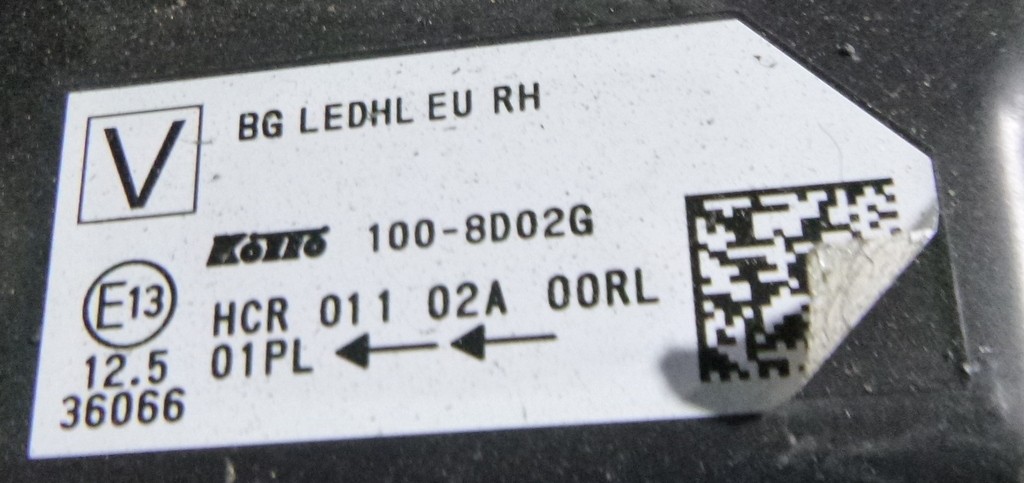 V
BG LEDHL EU RH
KOITO 100-8D02G
E13
HCR 011 02A 00RL
01PL
12.5
36066